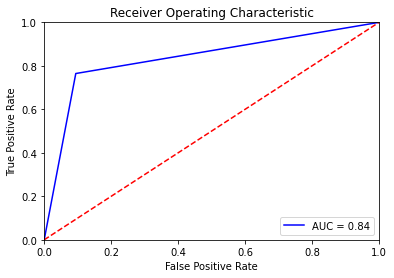 Receiver Operating Characteristic
1.0
0.8
0.6
0.4
0.2
0.0
True Positive Rate
AUC = 0.84
0.0 0.2 0.4 0.6 0.8 1.0
False Positive Rate